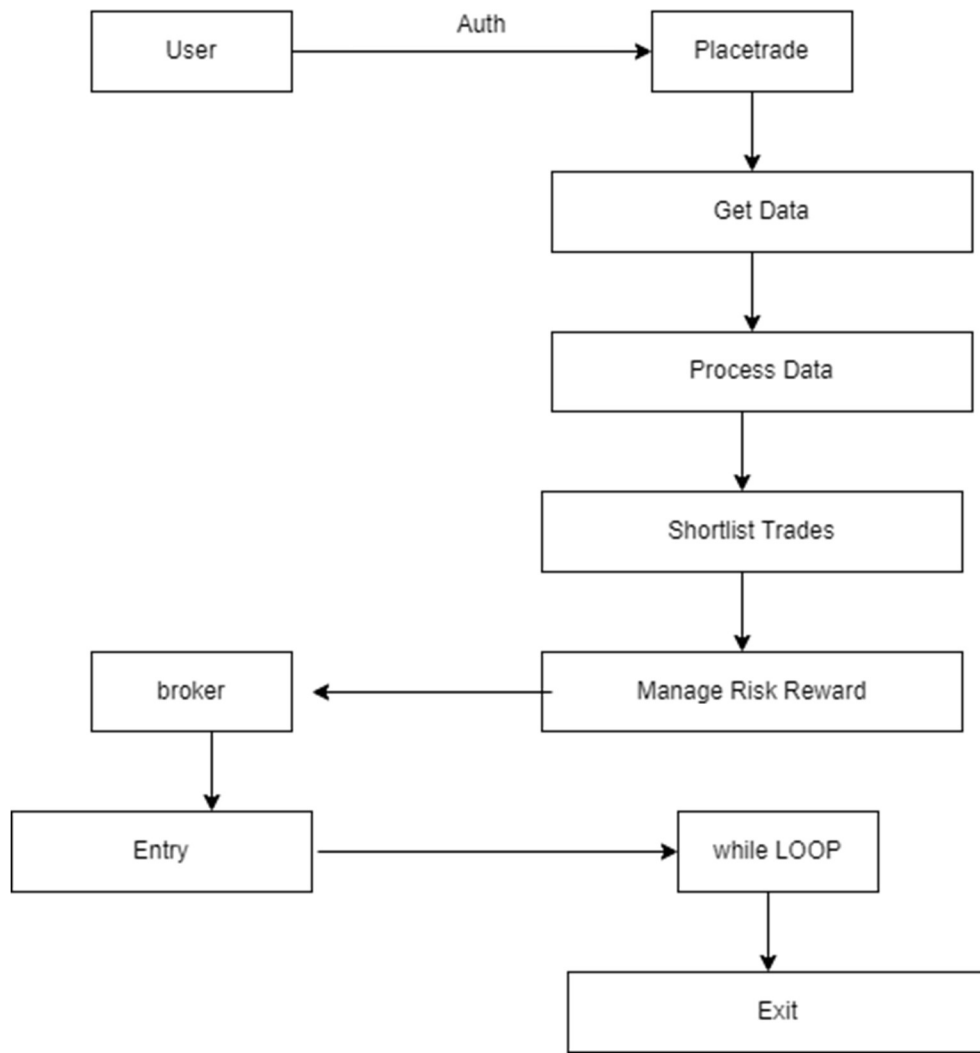 User
Auth
Placetrade
Get Data
Process Data
Shortlist Trades
Manage Risk Reward
broker
Entry
while LOOP
Exit